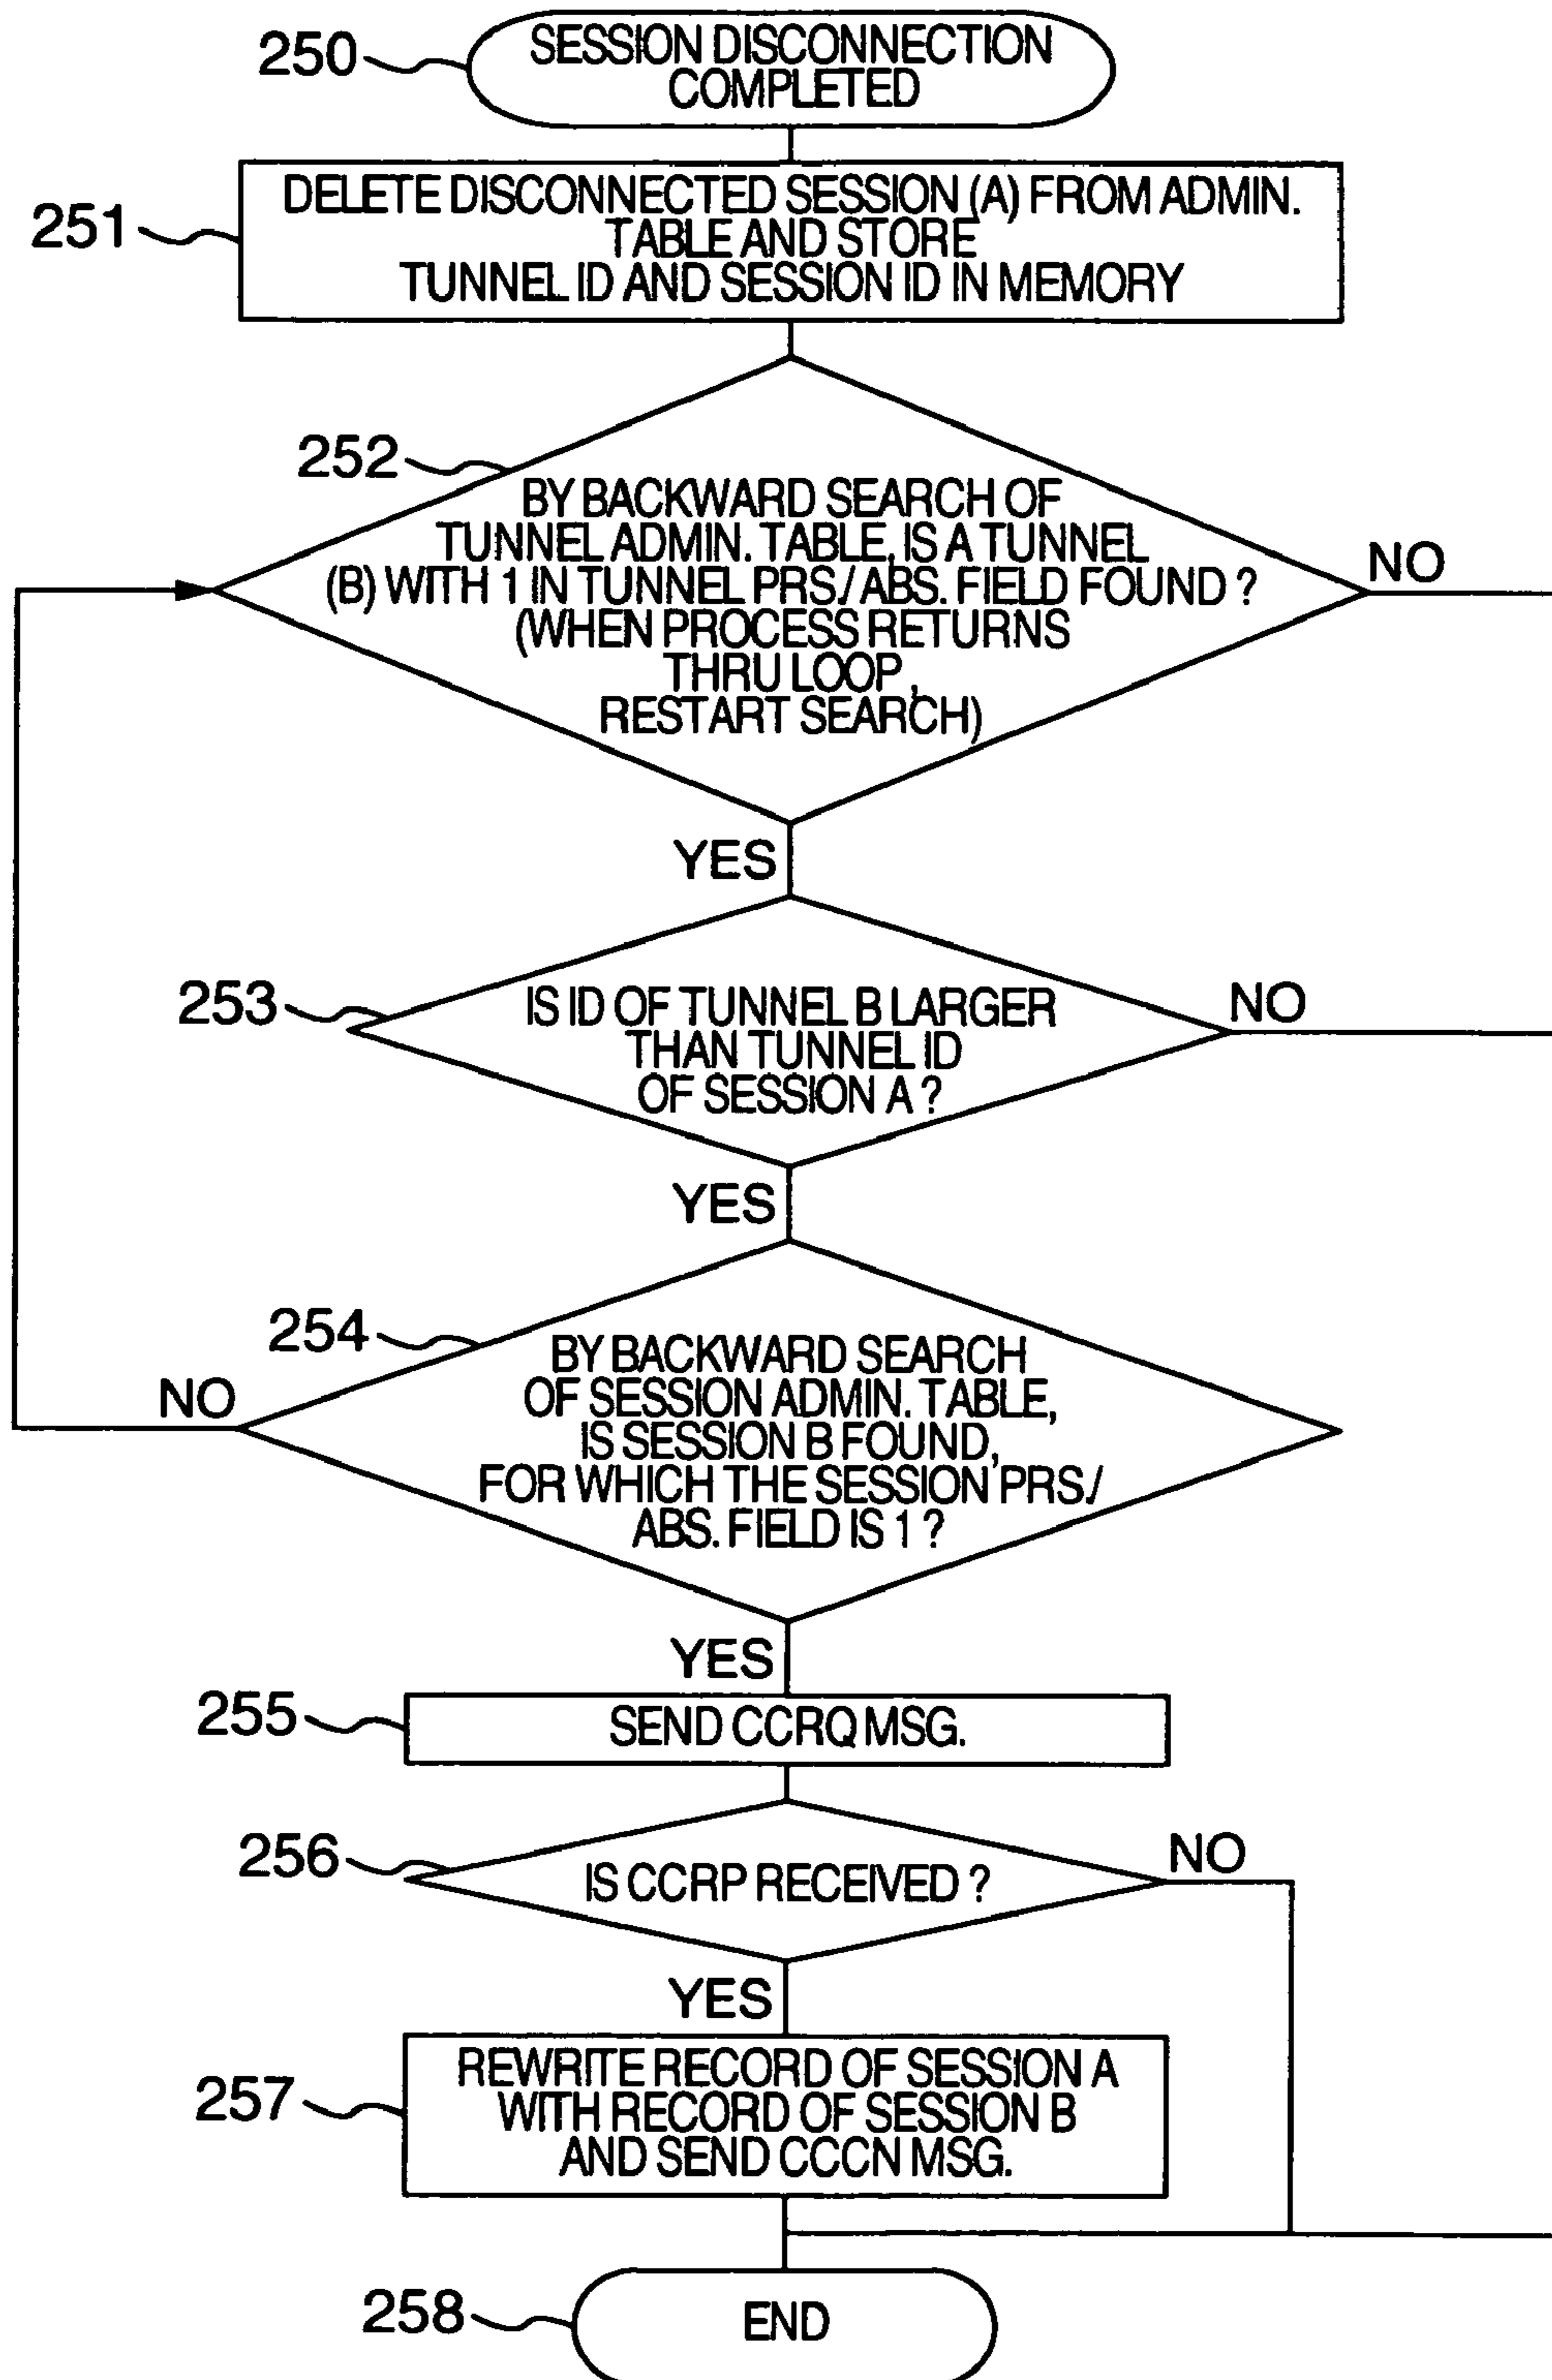 250
SESSION DISCONNECTION
COMPLETED
251
DELETE DISCONNECTED SESSION (A) FROM ADMIN.
TABLE AND STORE
TUNNEL ID AND SESSION ID IN MEMORY
252
BY BACKWARD SEARCH OF
TUNNEL ADMIN. TABLE, IS A TUNNEL
(B) WITH 1 IN TUNNEL PRS./ ABS. FIELD FOUND ?
(WHEN PROCESS RETURNS
THRU LOOP,
RESTART SEARCH)
NO
YES
253
IS ID OF TUNNEL B LARGER
THAN TUNNEL ID
OF SESSION A ?
NO
YES
254
BY BACKWARD SEARCH
OF SESSION ADMIN. TABLE,
IS SESSION B FOUND,
FOR WHICH THE SESSION PRS./
ABS. FIELD IS 1 ?
NO
YES
255
SEND CCRQ MSG.
256
IS CCRP RECEIVED ?
NO
YES
257
REWRITE RECORD OF SESSION A
WITH RECORD OF SESSION B
AND SEND CCCN MSG.
258
END